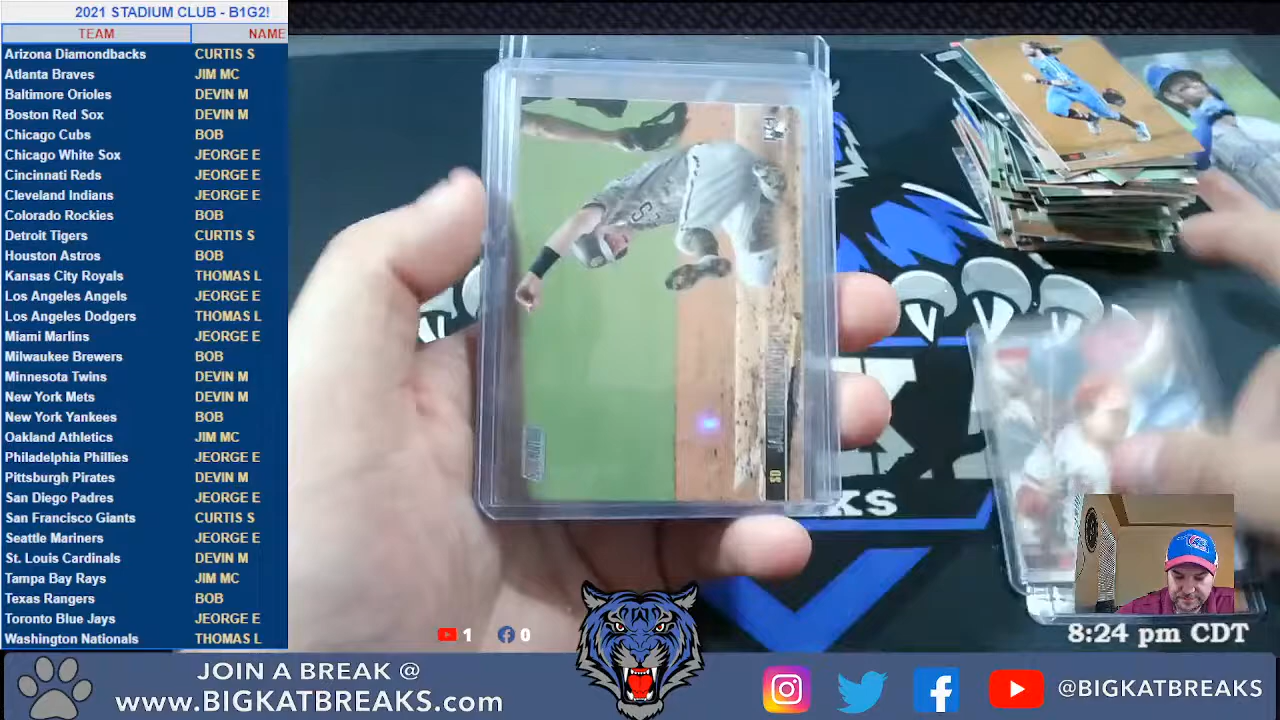 2021 STADIUM CLUB - B1G2!
TEAM NAME
Arizona Diamondbacks CURTIS S
Atlanta Braves JIM MC
Baltimore Orioles DEVIN M
Boston Red Sox DEVIN M
Chicago Cubs BOB
Chicago White Sox JEORGE E
Cincinnati Reds JEORGE E
Cleveland Indians JEORGE E
Colorado Rockies BOB
Detroit Tigers CURTIS S
Houston Astros BOB
Kansas City Royals THOMAS L
Los Angeles Angels JEORGE E
Los Angeles Dodgers THOMAS L
Miami Marlins JEORGE E
Milwaukee Brewers BOB
Minnesota Twins DEVIN M
New York Mets DEVIN M
New York Yankees BOB
Oakland Athletics JIM MC
Philadelphia Phillies JEORGE E
Pittsburgh Pirates DEVIN M
San Diego Padres JEORGE E
San Francisco Giants CURTIS S
Seattle Mariners JEORGE E
St. Louis Cardinals DEVIN M
Tampa Bay Rays JIM MC
Texas Rangers BOB
Toronto Blue Jays JEORGE E
Washington Nationals THOMAS L
SD
KS
1 0
8:24 pm CDT
JOIN A BREAK @
www.BIGKATBREAKS.com
@BIGKATBREAKS